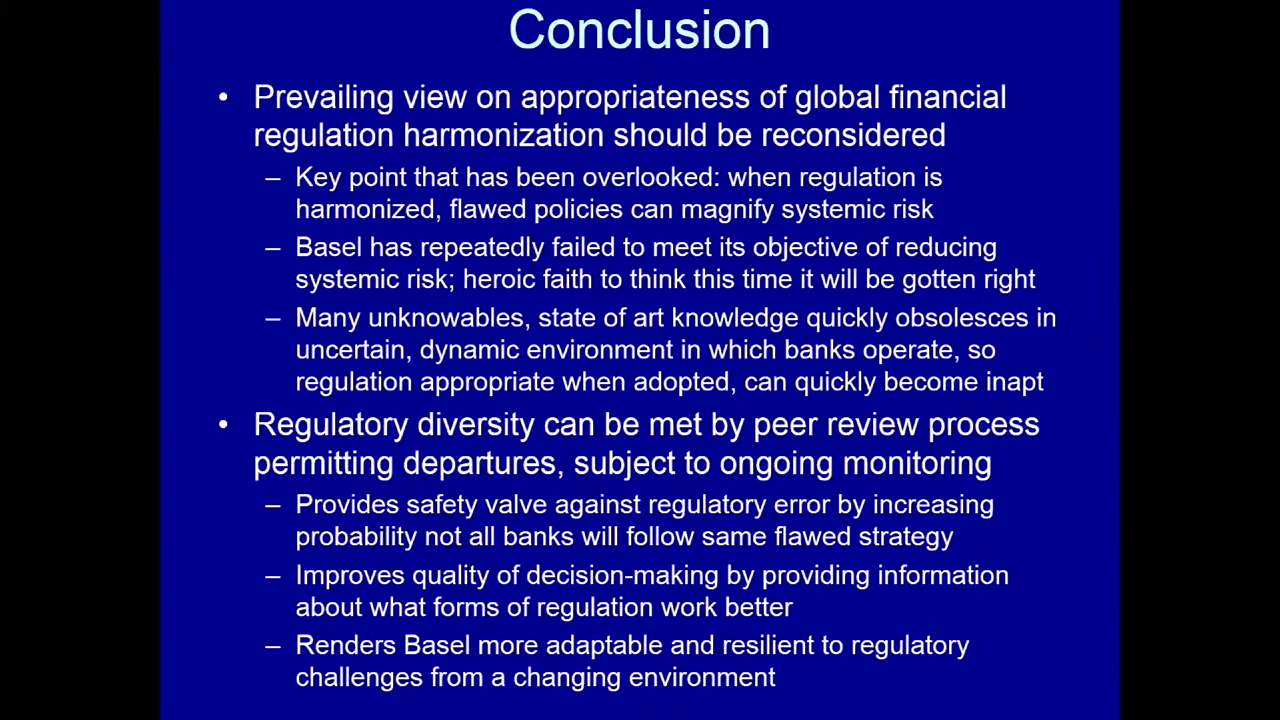 Conclusion
• Prevailing view on appropriateness of global financial
regulation harmonization should be reconsidered
– Key point that has been overlooked: when regulation is
harmonized, flawed policies can magnify systemic risk
– Basel has repeatedly failed to meet its objective of reducing
systemic risk; heroic faith to think this time it will be gotten right
– Many unknowables, state of art knowledge quickly obsolesces in
uncertain, dynamic environment in which banks operate, so
regulation appropriate when adopted, can quickly become inapt
• Regulatory diversity can be met by peer review process
permitting departures, subject to ongoing monitoring
– Provides safety valve against regulatory error by increasing
probability not all banks will follow same flawed strategy
– Improves quality of decision-making by providing information
about what forms of regulation work better
– Renders Basel more adaptable and resilient to regulatory
challenges from a changing environment